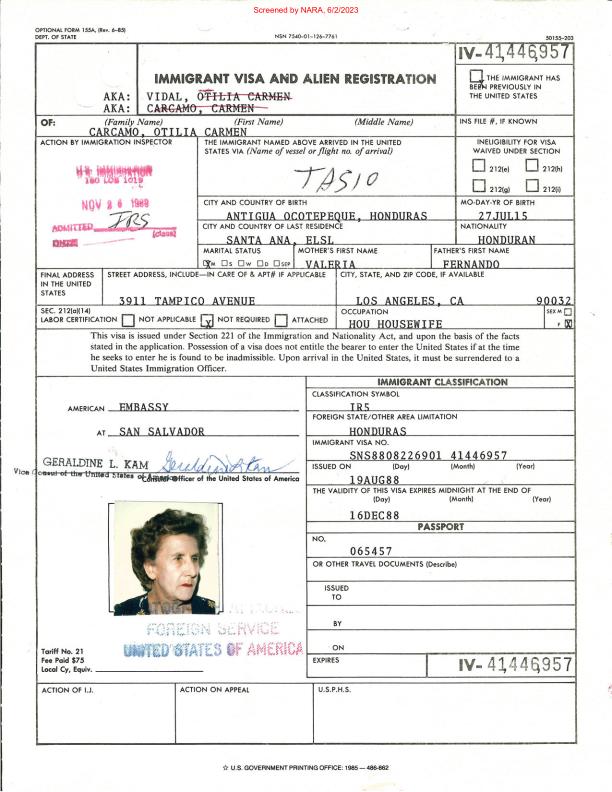 Screened by NARA, 6/2/2023
OPTIONAL FORM 155A, (Rev. 6-85)
DEPT. OF STATE
NSN 7540-01-126-7761
50155-203
IV-41,446,957
IMMIGRANT VISA AND ALIEN REGISTRATION
THE IMMIGRANT HAS
BEEN PREVIOUSLY IN
THE UNITED STATES
AKA: VIDAL, OTILIA CARMEN
AKA: CARCAMO, CARMEN
OF: (Family Name) (First Name) (Middle Name)
CARCAMO, OTILIA CARMEN
INS FILE #, IF KNOWN
ACTION BY IMMIGRATION INSPECTOR
THE IMMIGRANT NAMED ABOVE ARRIVED IN THE UNITED
STATES VIA (Name of vessel or flight no. of arrival)
INELIGIBILITY FOR VISA
WAIVED UNDER SECTION
212(e) 212(h)
212(g) 212(i)
U.S. IMMIGRATION
160 LOS 1019
NOV 26 1988
ADMITTED IR5
(class)
UNTIL
TA510
CITY AND COUNTRY OF BIRTH
ANTIGUA OCOTEPEQUE, HONDURAS
MO-DAY-YR OF BIRTH
27JUL15
CITY AND COUNTRY OF LAST RESIDENCE
SANTA ANA, ELSL
NATIONALITY
HONDURAN
MARITAL STATUS
X M S W D SEP
MOTHER'S FIRST NAME
VALERIA
FATHER'S FIRST NAME
FERNANDO
FINAL ADDRESS
IN THE UNITED
STATES
STREET ADDRESS, INCLUDE—IN CARE OF & APT# IF APPLICABLE
3911 TAMPICO AVENUE
CITY, STATE, AND ZIP CODE, IF AVAILABLE
LOS ANGELES, CA 90032
SEC. 212(a)(14)
LABOR CERTIFICATION NOT APPLICABLE X NOT REQUIRED ATTACHED
OCCUPATION
HOU HOUSEWIFE
SEX M
F X
This visa is issued under Section 221 of the Immigration and Nationality Act, and upon the basis of the facts
stated in the application. Possession of a visa does not entitle the bearer to enter the United States if at the time
he seeks to enter he is found to be inadmissible. Upon arrival in the United States, it must be surrendered to a
United States Immigration Officer.
AMERICAN EMBASSY
AT SAN SALVADOR
GERALDINE L. KAM Geraldine L. Kam
Vice Consul of the United States of America
Consular Officer of the United States of America
IMMIGRANT CLASSIFICATION
CLASSIFICATION SYMBOL
IR5
FOREIGN STATE/OTHER AREA LIMITATION
HONDURAS
IMMIGRANT VISA NO.
SNS8808226901 41446957
ISSUED ON (Day) (Month) (Year)
19AUG88
THE VALIDITY OF THIS VISA EXPIRES MIDNIGHT AT THE END OF
(Day) (Month) (Year)
16DEC88
PASSPORT
NO.
065457
OR OTHER TRAVEL DOCUMENTS (Describe)
ISSUED
TO
BY
ON
EXPIRES
FOREIGN SERVICE
UNITED STATES OF AMERICA
Tariff No. 21
Fee Paid $75
Local Cy, Equiv.
IV-41,446,957
ACTION OF I.J.
ACTION ON APPEAL
U.S.P.H.S.
☆ U.S. GOVERNMENT PRINTING OFFICE: 1985 — 486-862